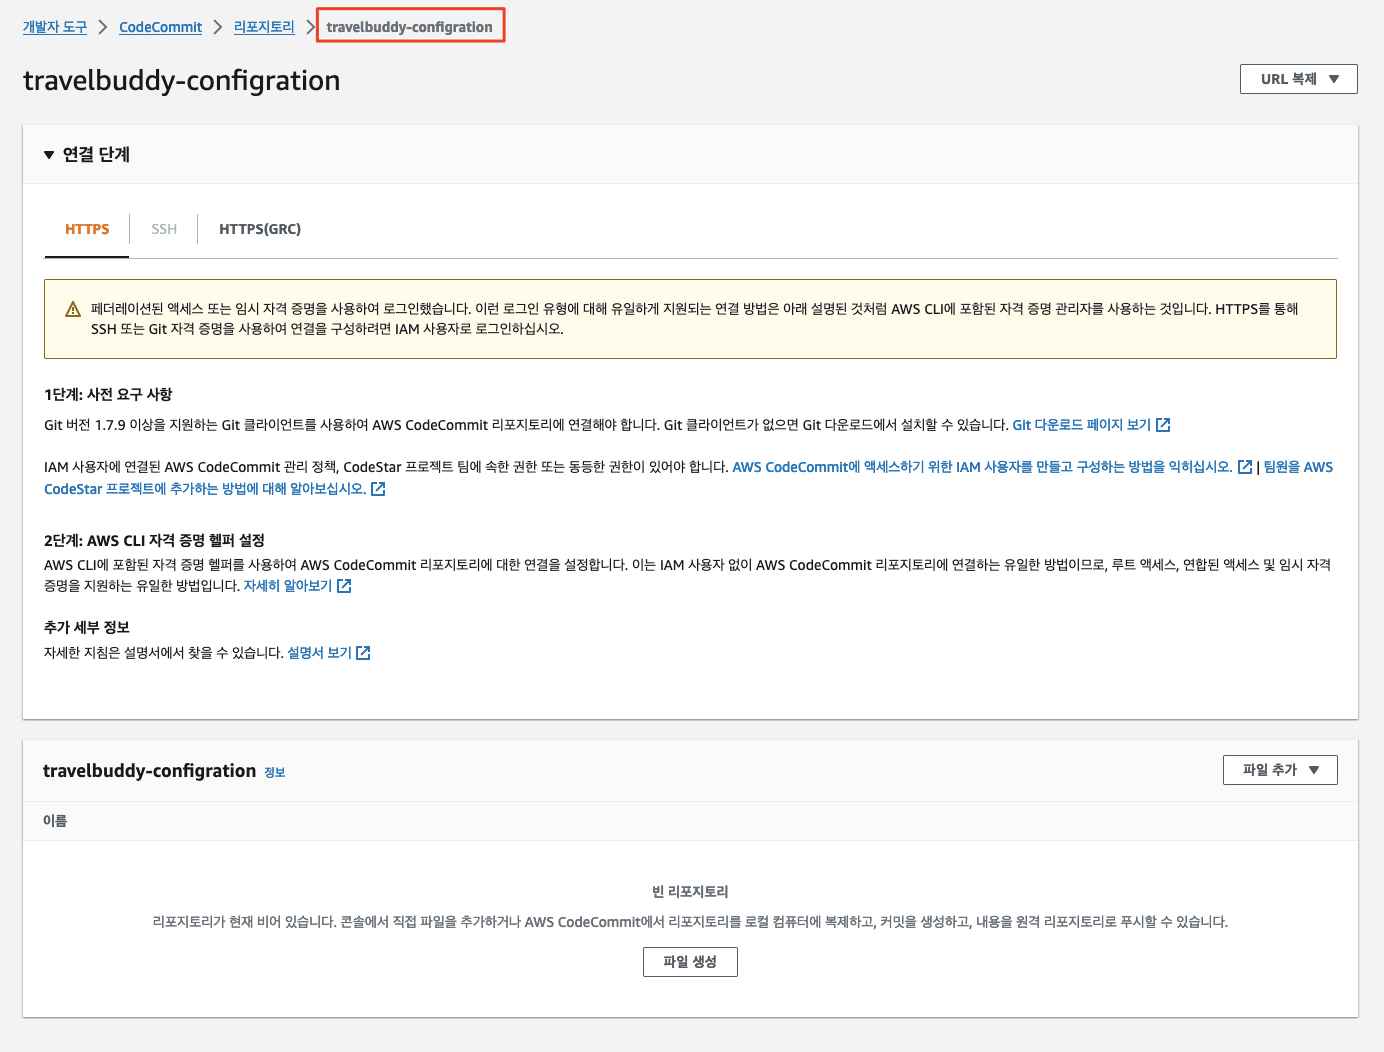 개발자 도구 > CodeCommit > 리포지토리 > travelbuddy-configration
travelbuddy-configration
URL 복제 ▼
▼ 연결 단계
HTTPS
SSH
HTTPS(GRC)
페더레이션된 액세스 또는 임시 자격 증명을 사용하여 로그인했습니다. 이런 로그인 유형에 대해 유일하게 지원되는 연결 방법은 아래 설명된 것처럼 AWS CLI에 포함된 자격 증명 관리자를 사용하는 것입니다. HTTPS를 통해
SSH 또는 Git 자격 증명을 사용하여 연결을 구성하려면 IAM 사용자로 로그인하십시오.
1단계: 사전 요구 사항
Git 버전 1.7.9 이상을 지원하는 Git 클라이언트를 사용하여 AWS CodeCommit 리포지토리에 연결해야 합니다. Git 클라이언트가 없으면 Git 다운로드에서 설치할 수 있습니다. Git 다운로드 페이지 보기
IAM 사용자에 연결된 AWS CodeCommit 관리 정책, CodeStar 프로젝트 팀에 속한 권한 또는 동등한 권한이 있어야 합니다. AWS CodeCommit에 액세스하기 위한 IAM 사용자를 만들고 구성하는 방법을 익히십시오. | 팀원을 AWS
CodeStar 프로젝트에 추가하는 방법에 대해 알아보십시오.
2단계: AWS CLI 자격 증명 헬퍼 설정
AWS CLI에 포함된 자격 증명 헬퍼를 사용하여 AWS CodeCommit 리포지토리에 대한 연결을 설정합니다. 이는 IAM 사용자 없이 AWS CodeCommit 리포지토리에 연결하는 유일한 방법이므로, 루트 액세스, 연합된 액세스 및 임시 자격
증명을 지원하는 유일한 방법입니다. 자세히 알아보기
추가 세부 정보
자세한 지침은 설명서에서 찾을 수 있습니다. 설명서 보기
travelbuddy-configration 정보
파일 추가 ▼
이름
빈 리포지토리
리포지토리가 현재 비어 있습니다. 콘솔에서 직접 파일을 추가하거나 AWS CodeCommit에서 리포지토리를 로컬 컴퓨터에 복제하고, 커밋을 생성하고, 내용을 원격 리포지토리로 푸시할 수 있습니다.
파일 생성